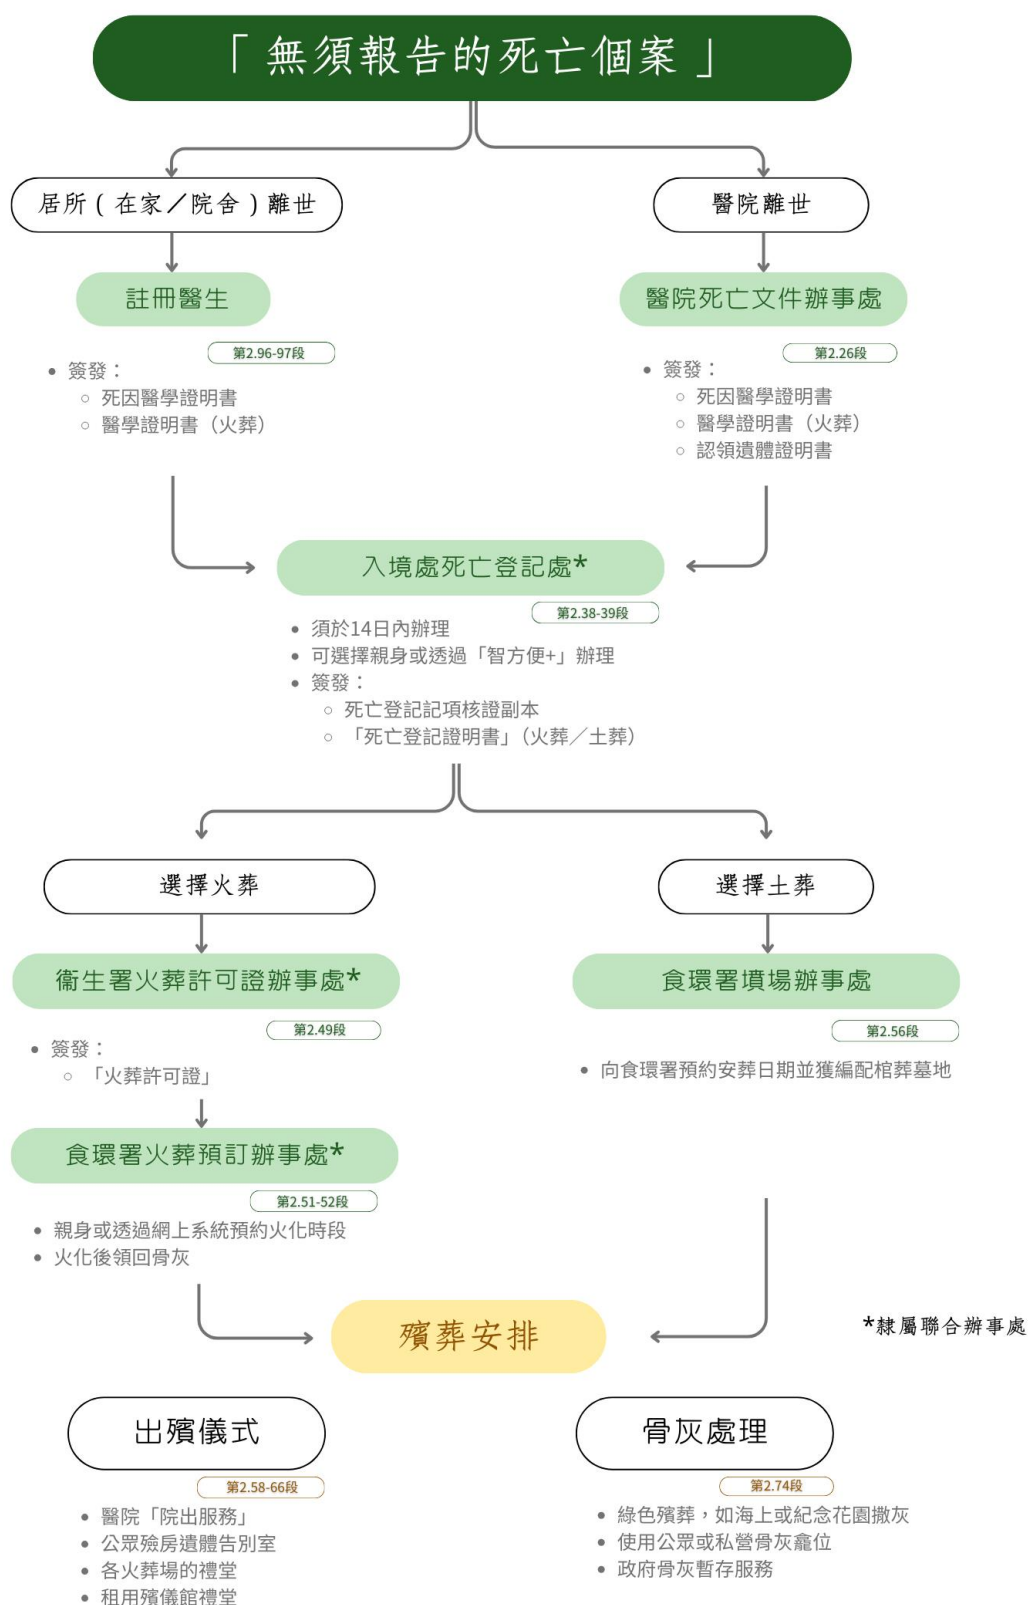 「 無須報告的死亡個案 」
居所 ( 在家／院舍 ) 離世
醫院離世
註冊醫生
醫院死亡文件辦事處
第2.96-97段
• 簽發：
○ 死因醫學證明書
○ 醫學證明書（火葬）
第2.26段
• 簽發：
○ 死因醫學證明書
○ 醫學證明書（火葬）
○ 認領遺體證明書
入境處死亡登記處*
第2.38-39段
• 須於14日內辦理
• 可選擇親身或透過「智方便+」辦理
• 簽發：
○ 死亡登記記項核證副本
○ 「死亡登記證明書」（火葬／土葬）
選擇火葬
選擇土葬
衞生署火葬許可證辦事處*
食環署墳場辦事處
第2.49段
• 簽發：
○ 「火葬許可證」
第2.56段
• 向食環署預約安葬日期並獲編配棺葬墓地
食環署火葬預訂辦事處*
第2.51-52段
• 親身或透過網上系統預約火化時段
• 火化後領回骨灰
殯葬安排
*隸屬聯合辦事處
出殯儀式
骨灰處理
第2.58-66段
• 醫院「院出服務」
• 公眾殮房遺體告別室
• 各火葬場的禮堂
• 租用殯儀館禮堂
第2.74段
• 綠色殯葬，如海上或紀念花園撒灰
• 使用公眾或私營骨灰龕位
• 政府骨灰暫存服務